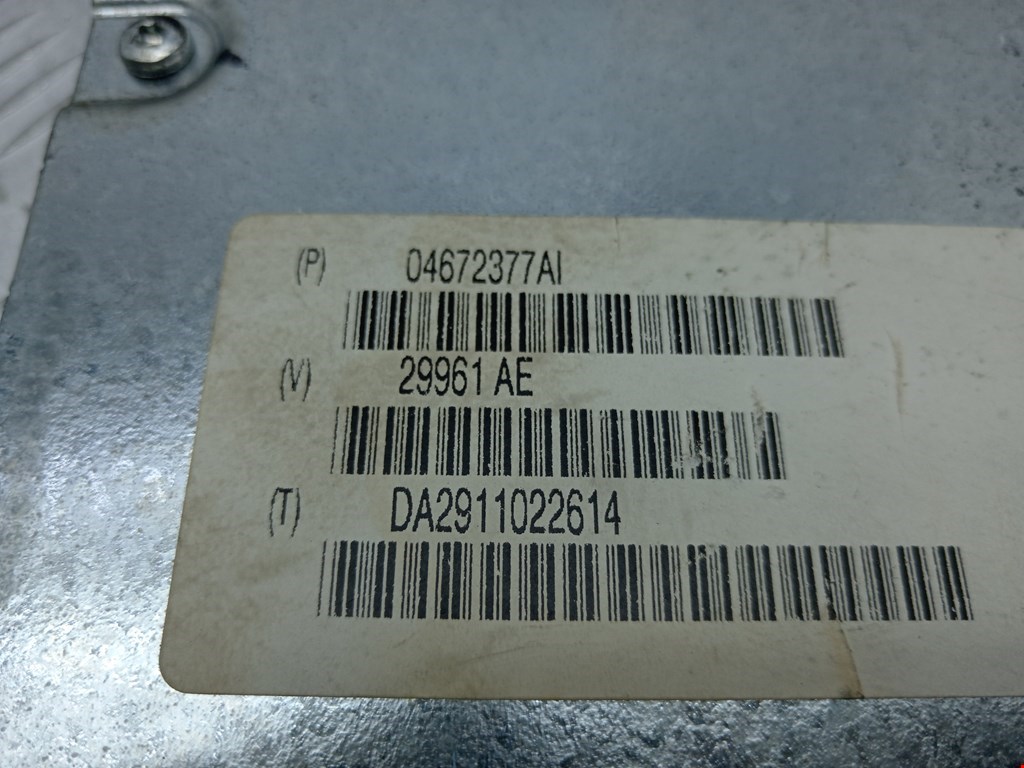 (P) 04672377AI
(V) 29961 AE
(T) DA2911022614